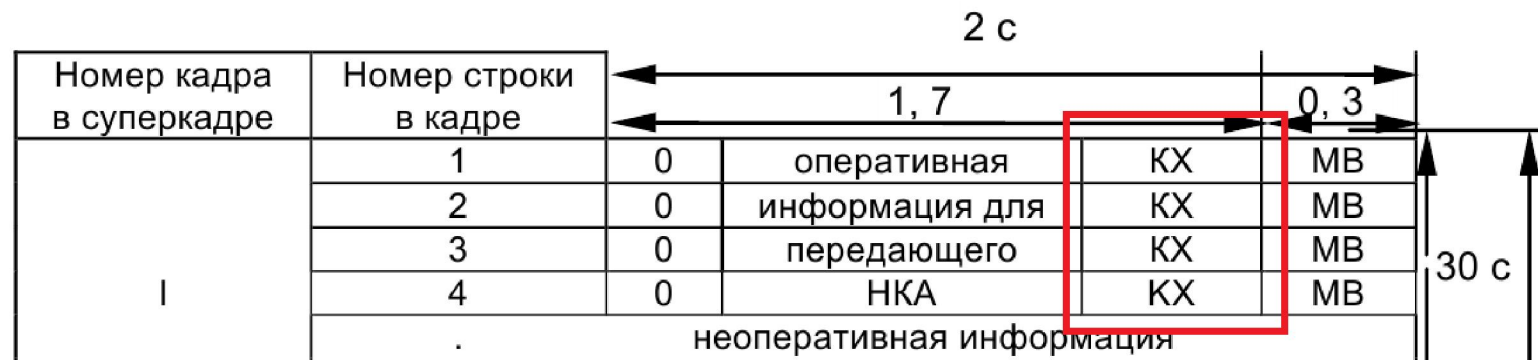 2 с
Номер кадра в суперкадре
Номер строки в кадре
1, 7
0, 3
1 0 оперативная КХ МВ
2 0 информация для КХ МВ
3 0 передающего КХ МВ
I 4 0 НКА КХ МВ
30 с
. неоперативная информация